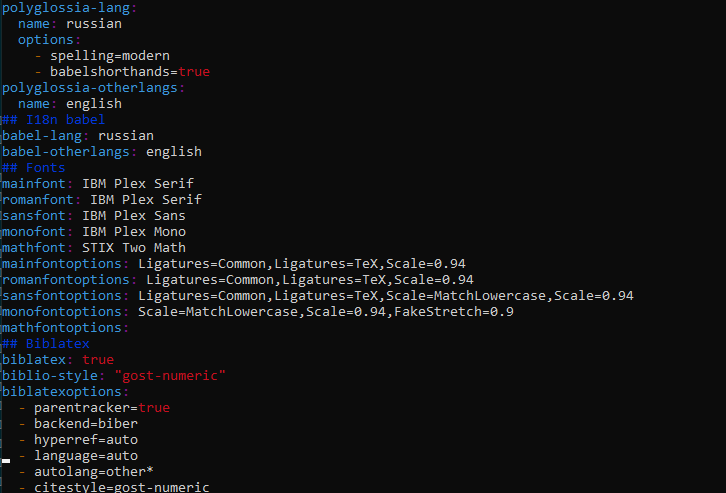 polyglossia-lang:
  name: russian
  options:
    - spelling=modern
    - babelshorthands=true
polyglossia-otherlangs:
  name: english
## I18n babel
babel-lang: russian
babel-otherlangs: english
## Fonts
mainfont: IBM Plex Serif
romanfont: IBM Plex Serif
sansfont: IBM Plex Sans
monofont: IBM Plex Mono
mathfont: STIX Two Math
mainfontoptions: Ligatures=Common,Ligatures=TeX,Scale=0.94
romanfontoptions: Ligatures=Common,Ligatures=TeX,Scale=0.94
sansfontoptions: Ligatures=Common,Ligatures=TeX,Scale=MatchLowercase,Scale=0.94
monofontoptions: Scale=MatchLowercase,Scale=0.94,FakeStretch=0.9
mathfontoptions:
## Biblatex
biblatex: true
biblio-style: "gost-numeric"
biblatexoptions:
  - parentracker=true
  - backend=biber
  - hyperref=auto
  - language=auto
  - autolang=other*
  - citestyle=gost-numeric